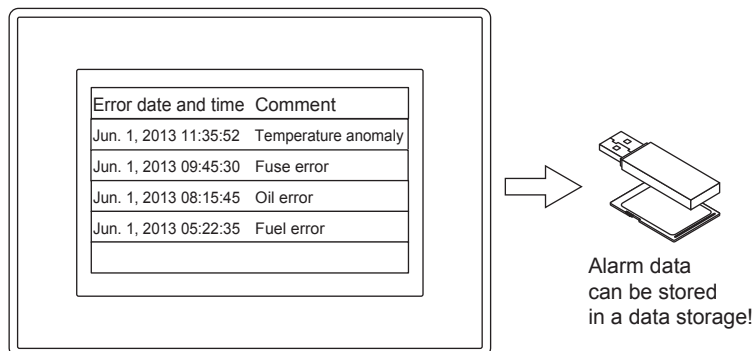 Error date and time Comment
Jun. 1, 2013 11:35:52 Temperature anomaly
Jun. 1, 2013 09:45:30 Fuse error
Jun. 1, 2013 08:15:45 Oil error
Jun. 1, 2013 05:22:35 Fuel error
Alarm data
can be stored
in a data storage!